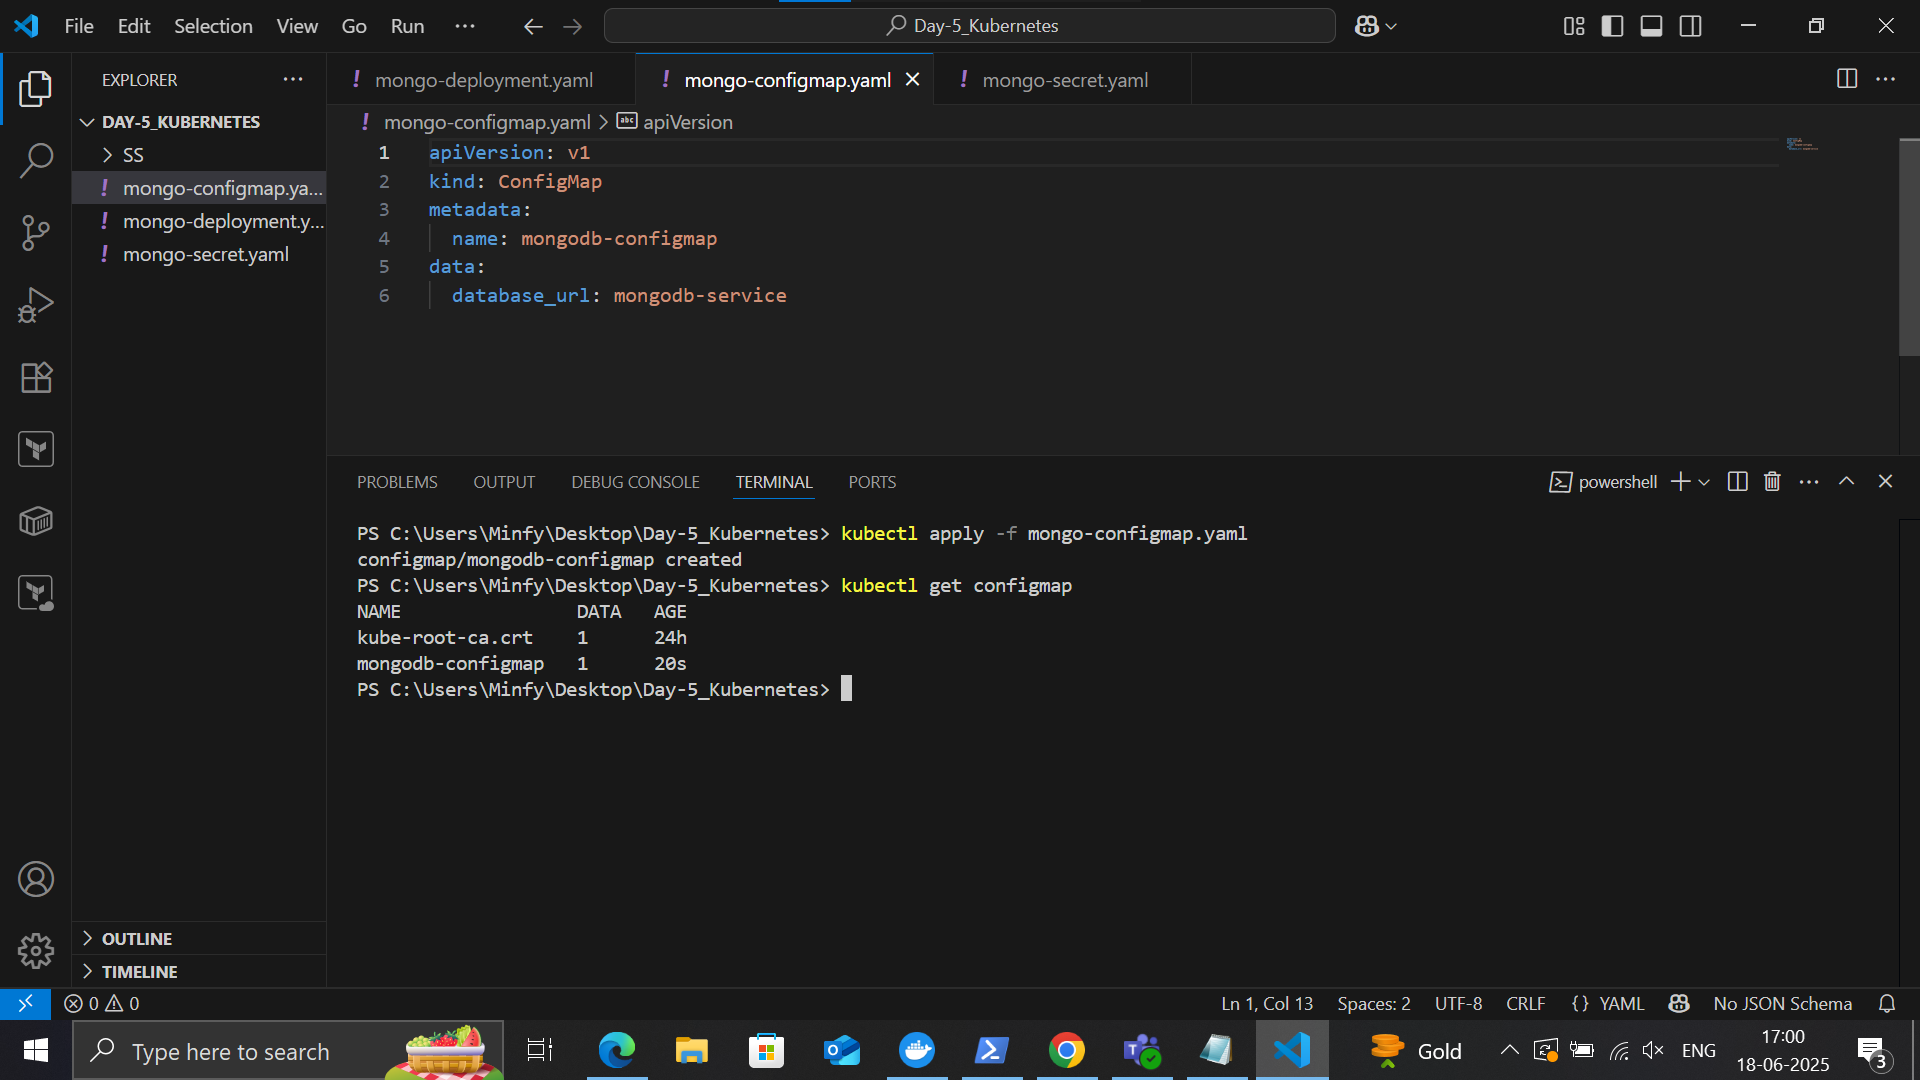 File Edit Selection View Go Run ···
Day-5_Kubernetes
EXPLORER
DAY-5_KUBERNETES
SS
! mongo-configmap.ya...
! mongo-deployment.y...
! mongo-secret.yaml
OUTLINE
TIMELINE
! mongo-deployment.yaml
! mongo-configmap.yaml
! mongo-secret.yaml
! mongo-configmap.yaml > abc apiVersion
1 apiVersion: v1
2 kind: ConfigMap
3 metadata:
4 name: mongodb-configmap
5 data:
6 database_url: mongodb-service
PROBLEMS OUTPUT DEBUG CONSOLE TERMINAL PORTS
powershell
PS C:\Users\Minfy\Desktop\Day-5_Kubernetes> kubectl apply -f mongo-configmap.yaml
configmap/mongodb-configmap created
PS C:\Users\Minfy\Desktop\Day-5_Kubernetes> kubectl get configmap
NAME DATA AGE
kube-root-ca.crt 1 24h
mongodb-configmap 1 20s
PS C:\Users\Minfy\Desktop\Day-5_Kubernetes>
0 0
Ln 1, Col 13 Spaces: 2 UTF-8 CRLF {} YAML No JSON Schema
Type here to search
Gold
ENG
17:00
18-06-2025
3